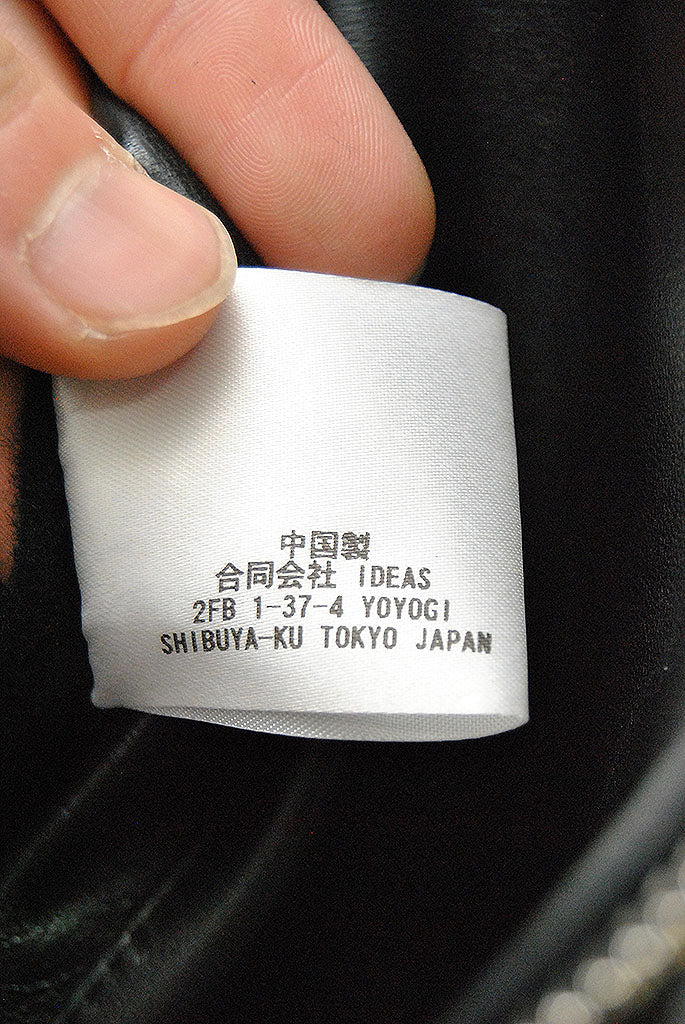 中国製
合同会社 IDEAS
2FB 1-37-4 YOYOGI
SHIBUYA-KU TOKYO JAPAN